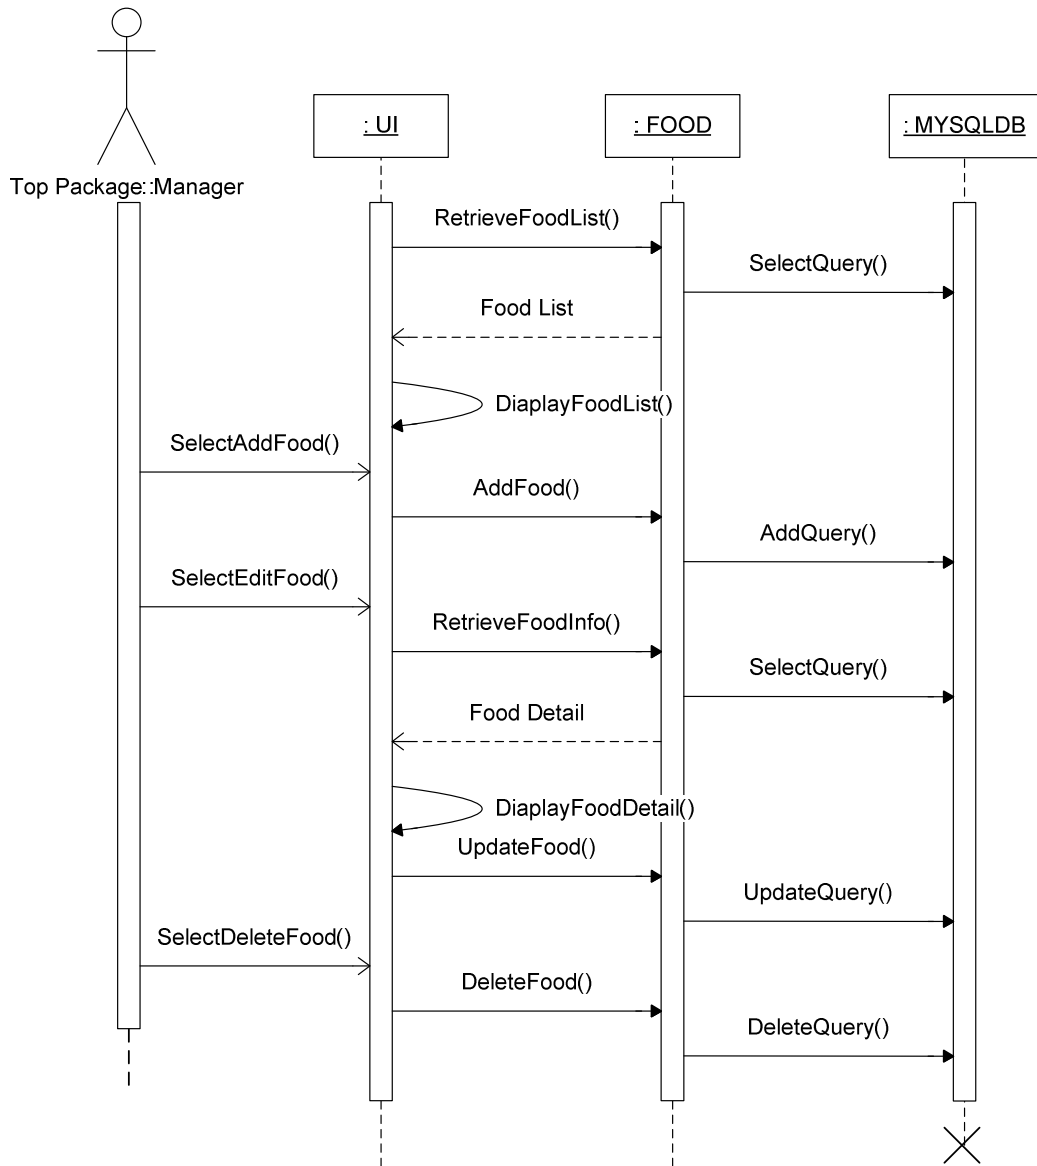 : UI
: FOOD
: MYSQLDB
Top Package::Manager
RetrieveFoodList()
SelectQuery()
Food List
DiaplayFoodList()
SelectAddFood()
AddFood()
AddQuery()
SelectEditFood()
RetrieveFoodInfo()
SelectQuery()
Food Detail
DiaplayFoodDetail()
UpdateFood()
UpdateQuery()
SelectDeleteFood()
DeleteFood()
DeleteQuery()